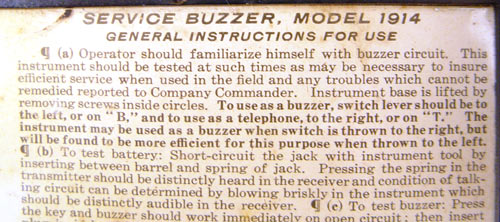 SERVICE BUZZER, MODEL 1914
GENERAL INSTRUCTIONS FOR USE
¶ (a) Operator should familiarize himself with buzzer circuit. This
instrument should be tested at such times as may be necessary to insure
efficient service when used in the field and any troubles which cannot be
remedied reported to Company Commander. Instrument base is lifted by
removing screws inside circles. To use as a buzzer, switch lever should be to
the left, or on "B," and to use as a telephone, to the right, or on "T." The
instrument may be used as a buzzer when switch is thrown to the right, but
will be found to be more efficient for this purpose when thrown to the left.
¶ (b) To test battery: Short-circuit the jack with instrument tool by
inserting between barrel and spring of jack. Pressing the spring in the
transmitter should be distinctly heard in the receiver and condition of talk-
ing circuit can be determined by blowing briskly in the instrument which
should be distinctly audible in the receiver. ¶ (c) To test buzzer: Press
the key and buzzer should work immediately on open circuit; then insert